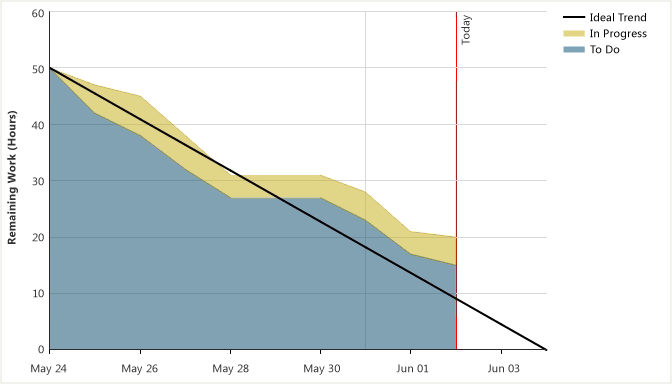 Remaining Work (Hours)
60
50
40
30
20
10
0
May 24
May 26
May 28
May 30
Jun 01
Jun 03
Today
Ideal Trend
In Progress
To Do